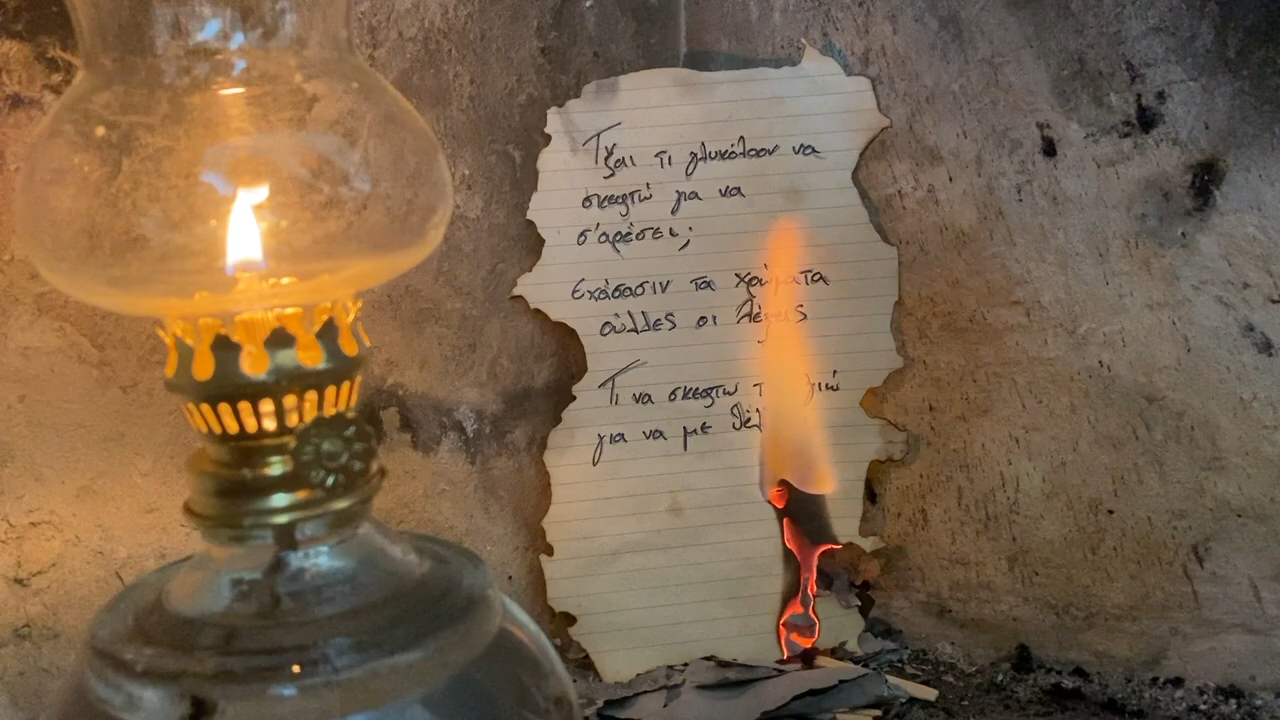 Τζαι τι γλυκόλοον να
σκεφτώ για να
σ'αρέσει;
Εχάσασιν τα χρώματα
ούλλες οι λέξεις
Τι να σκεφτώ
για να με